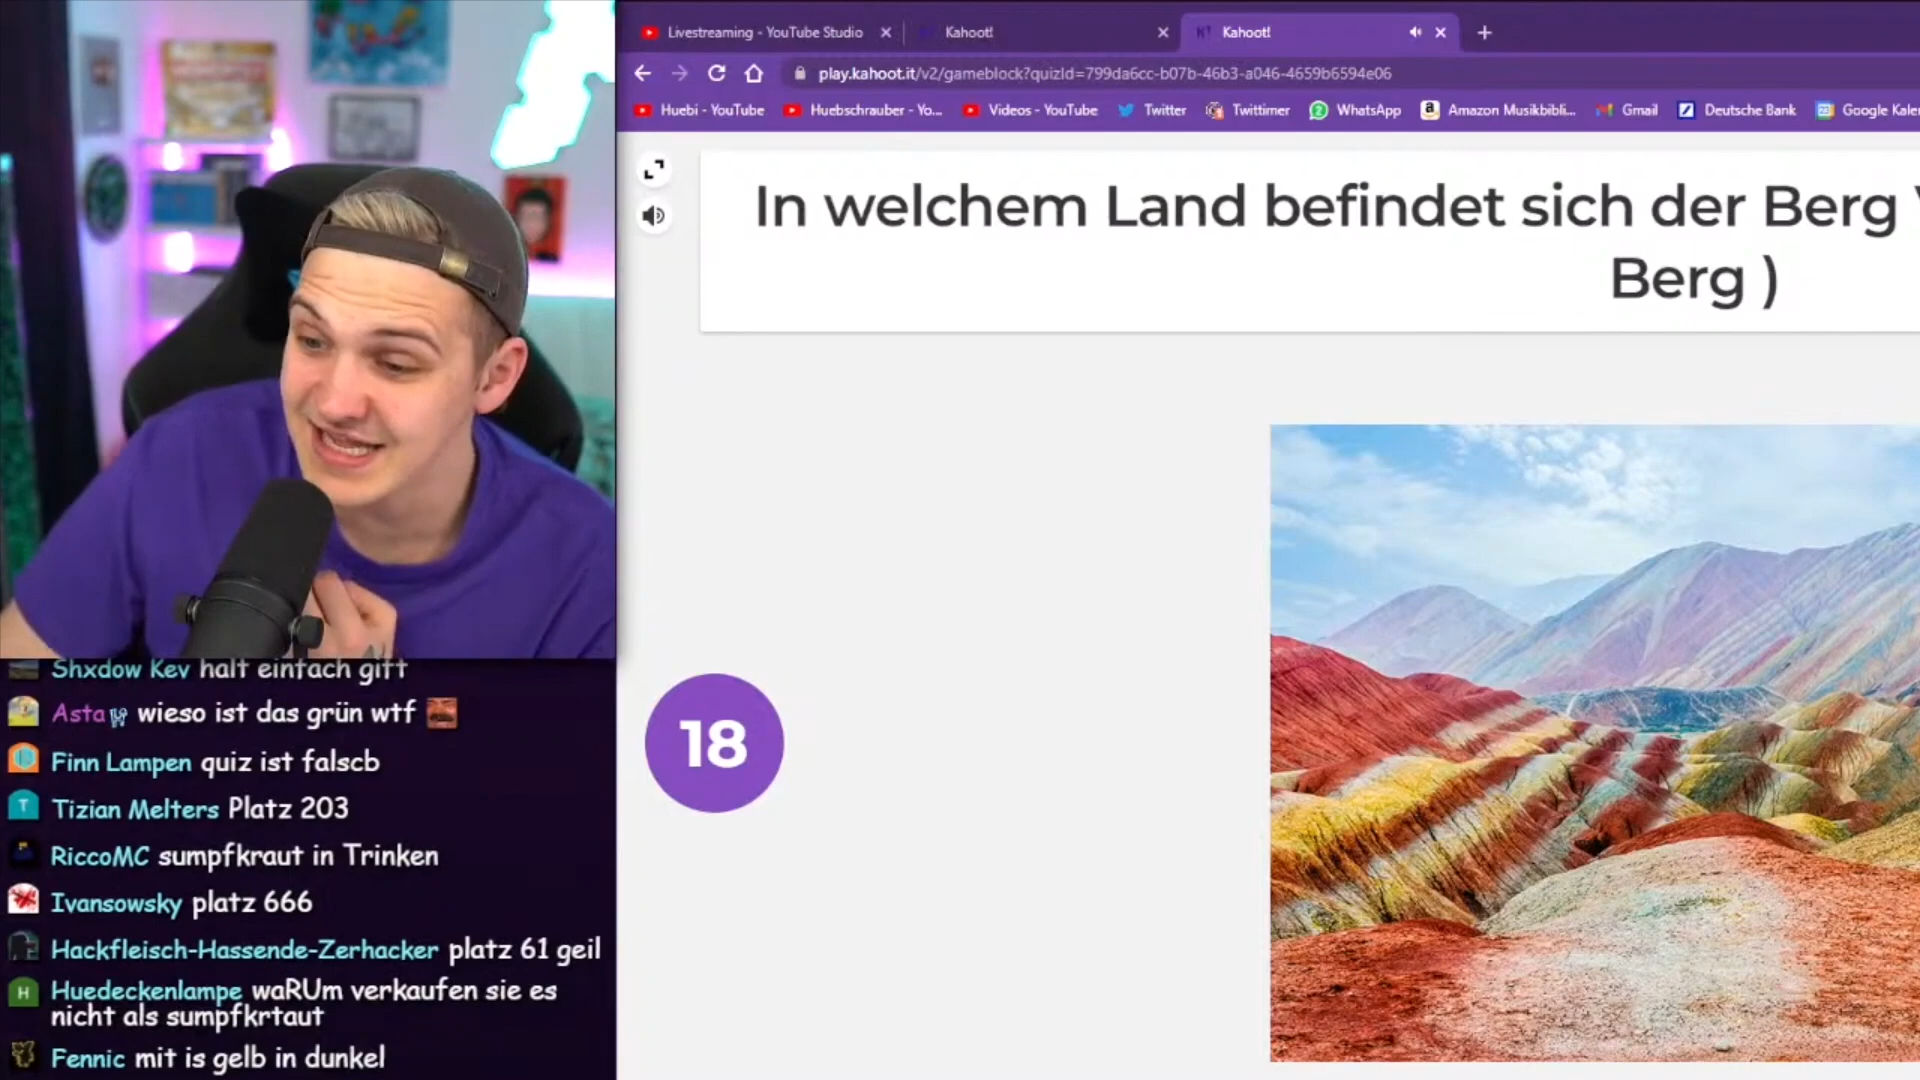 Livestreaming - YouTube Studio
Kahoot!
Kahoot!
play.kahoot.it/v2/gameblock?quizId=799da6cc-b07b-46b3-a046-4659b6594e06
Huebi - YouTube
Huebschrauber - Yo...
Videos - YouTube
Twitter
Twittimer
WhatsApp
Amazon Musikbibli...
Gmail
Deutsche Bank
Google Kale
In welchem Land befindet sich der Berg
Berg )
18
Shxdow Kev halt einfach gift
Asta wieso ist das grün wtf
Finn Lampen quiz ist falscb
Tizian Melters Platz 203
RiccoMC sumpfkraut in Trinken
Ivansowsky platz 666
Hackfleisch-Hassende-Zerhacker platz 61 geil
Huedeckenlampe waRUm verkaufen sie es
nicht als sumpfkrtaut
Fennic mit is gelb in dunkel